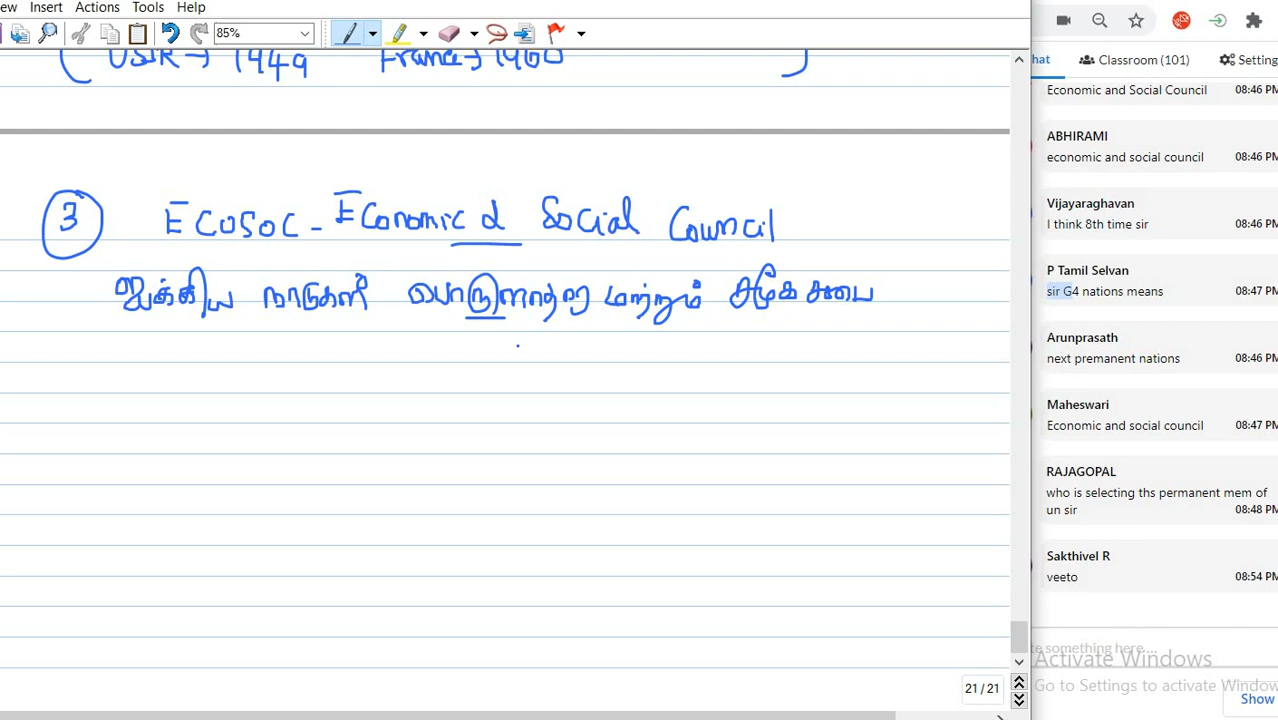 ew Insert Actions Tools Help
85%
( USSR → 1949 France → 1960 )
3 ECOSOC - Economic & Social Council
ஐக்கிய நாடுகளின் பொருளாதார மற்றும் சமூக சபை
21 / 21
hat Classroom (101) Setting
Economic and Social Council 08:46 PM
ABHIRAMI
economic and social council 08:46 PM
Vijayaraghavan
I think 8th time sir 08:46 PM
P Tamil Selvan
sir G4 nations means 08:47 PM
Arunprasath
next premanent nations 08:46 PM
Maheswari
Economic and social council 08:47 PM
RAJAGOPAL
who is selecting ths permanent mem of
un sir 08:48 PM
Sakthivel R
veeto 08:54 PM
te something here....
Activate Windows
Go to Settings to activate Window
Show